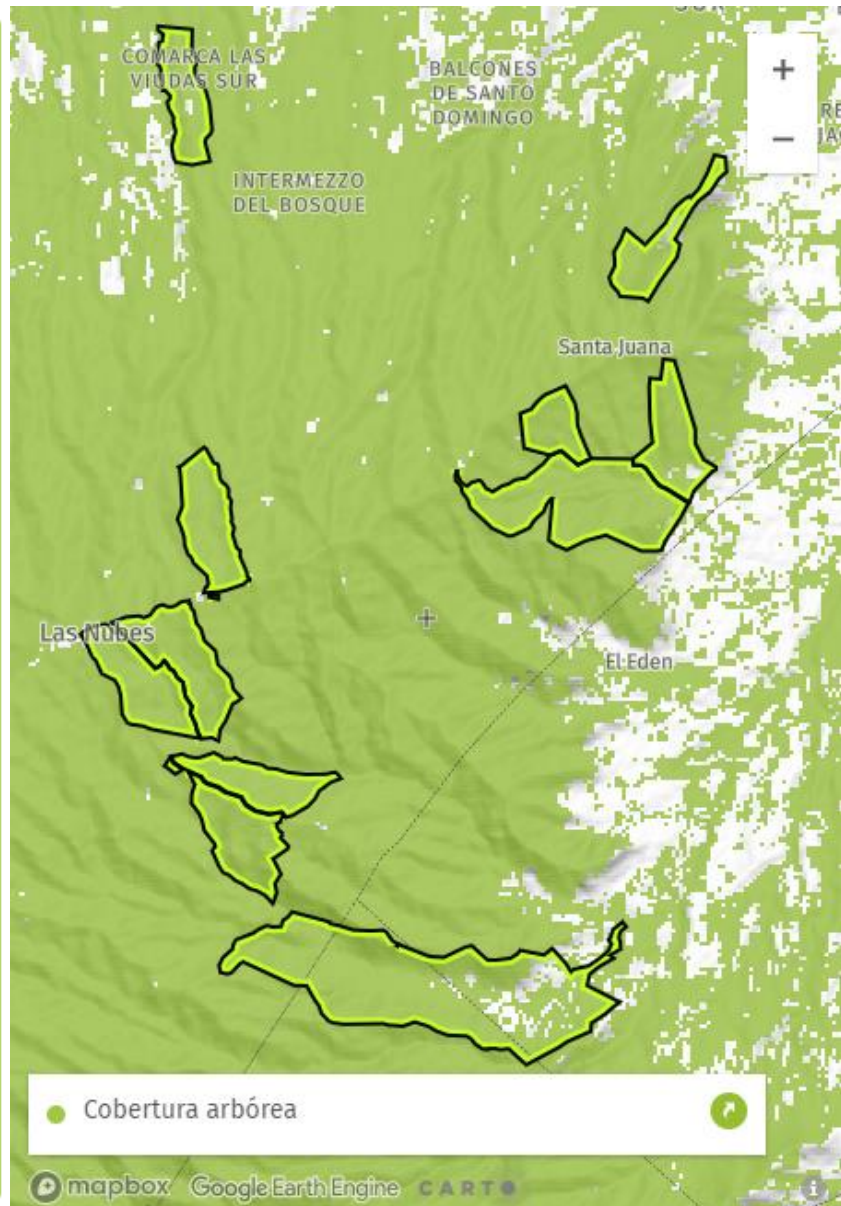 COMARCA LAS
VIUDAS SUR
BALCONES
DE SANTO
DOMINGO
+
−
INTERMEZZO
DEL BOSQUE
Santa Juana
Las Nubes
El Eden
Cobertura arbórea
mapbox Google Earth Engine CARTO